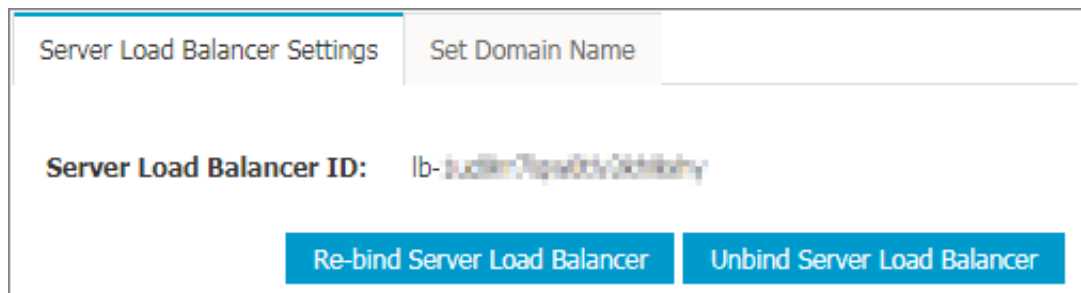 Server Load Balancer Settings Set Domain Name
Server Load Balancer ID: lb-
Re-bind Server Load Balancer Unbind Server Load Balancer